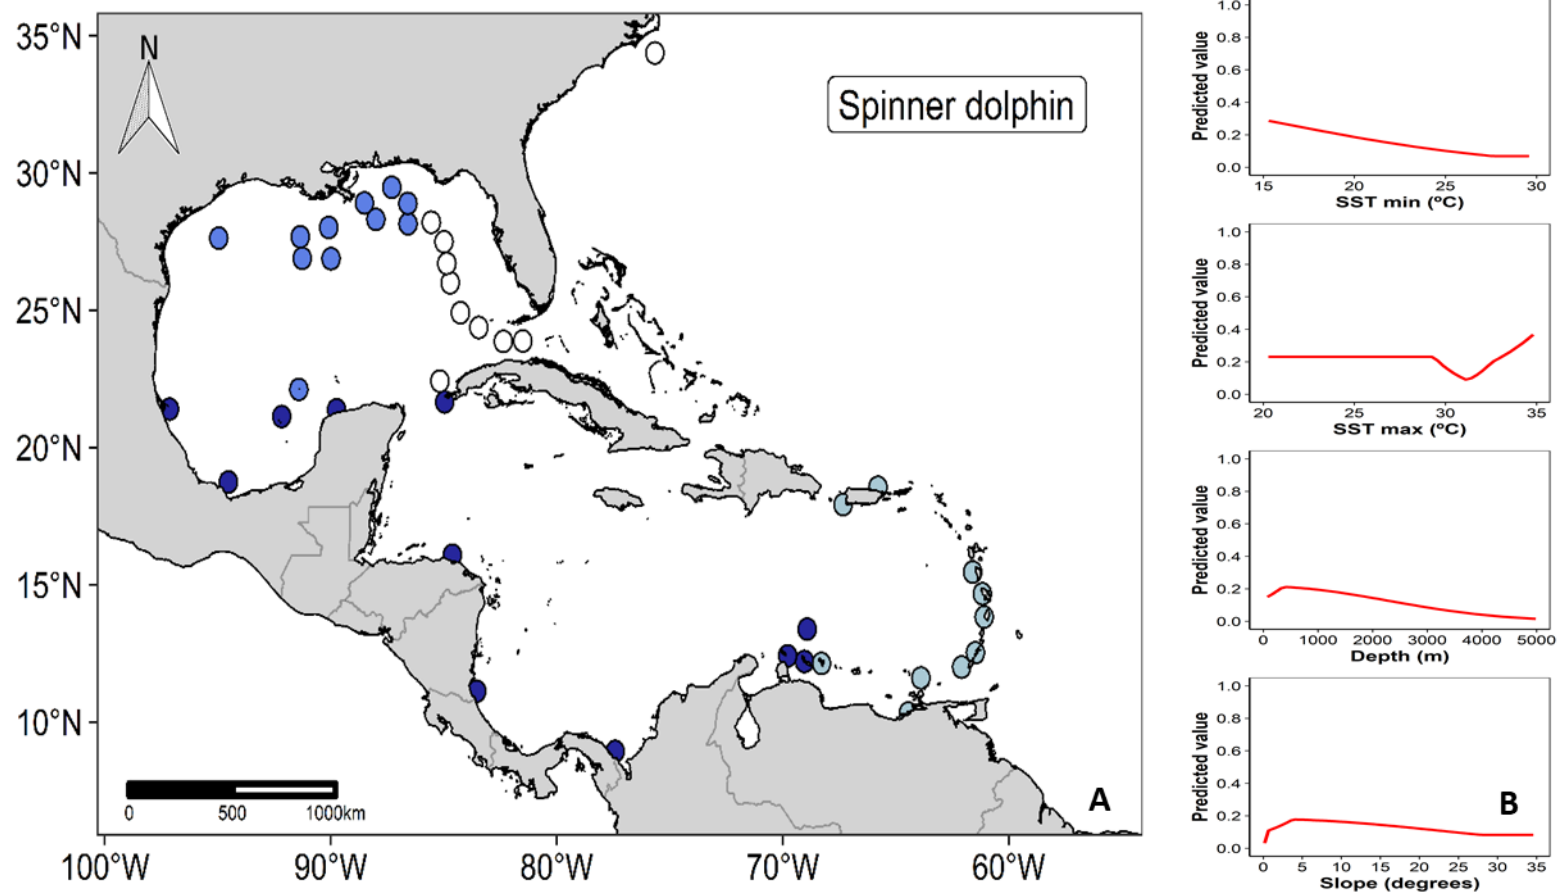 35°N
30°N
25°N
20°N
15°N
10°N
N
Spinner dolphin
0
500
1000km
A
100°W
90°W
80°W
70°W
60°W
Predicted value
1.0
0.8
0.6
0.4
0.2
0.0
15
20
25
30
SST min (ºC)
Predicted value
1.0
0.8
0.6
0.4
0.2
0.0
20
25
30
35
SST max (ºC)
Predicted value
1.0
0.8
0.6
0.4
0.2
0.0
0
1000
2000
3000
4000
5000
Depth (m)
Predicted value
1.0
0.8
0.6
0.4
0.2
0.0
B
0
5
10
15
20
25
30
35
Slope (degrees)